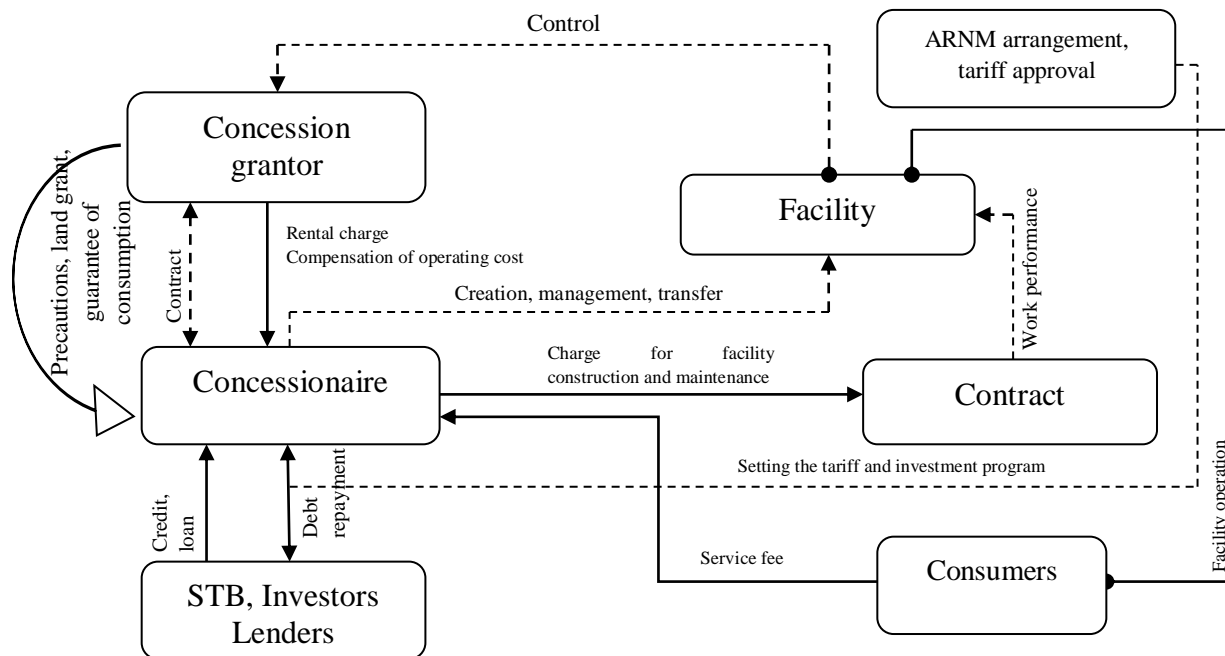 Control
ARNM arrangement,
tariff approval
Concession
grantor
Precautions, land grant,
guarantee of
consumption
Facility
Work performance
Contract
Rental charge
Compensation of operating cost
Creation, management, transfer
Concessionaire
Charge for facility
construction and maintenance
Contract
Setting the tariff and investment program
Credit,
loan
Debt
repayment
Service fee
Consumers
Facility operation
STB, Investors
Lenders